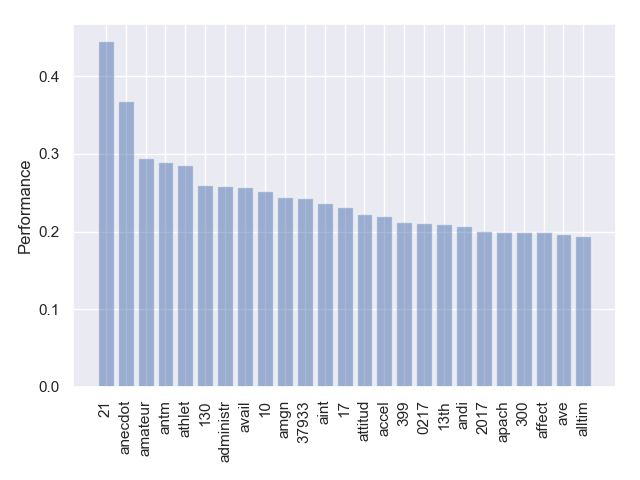 Performance
0.4
0.3
0.2
0.1
0.0
21
anecdot
amateur
antm
athlet
130
administr
avail
10
amgn
37933
aint
17
attitud
accel
399
0217
13th
andi
2017
apach
300
affect
ave
alltim